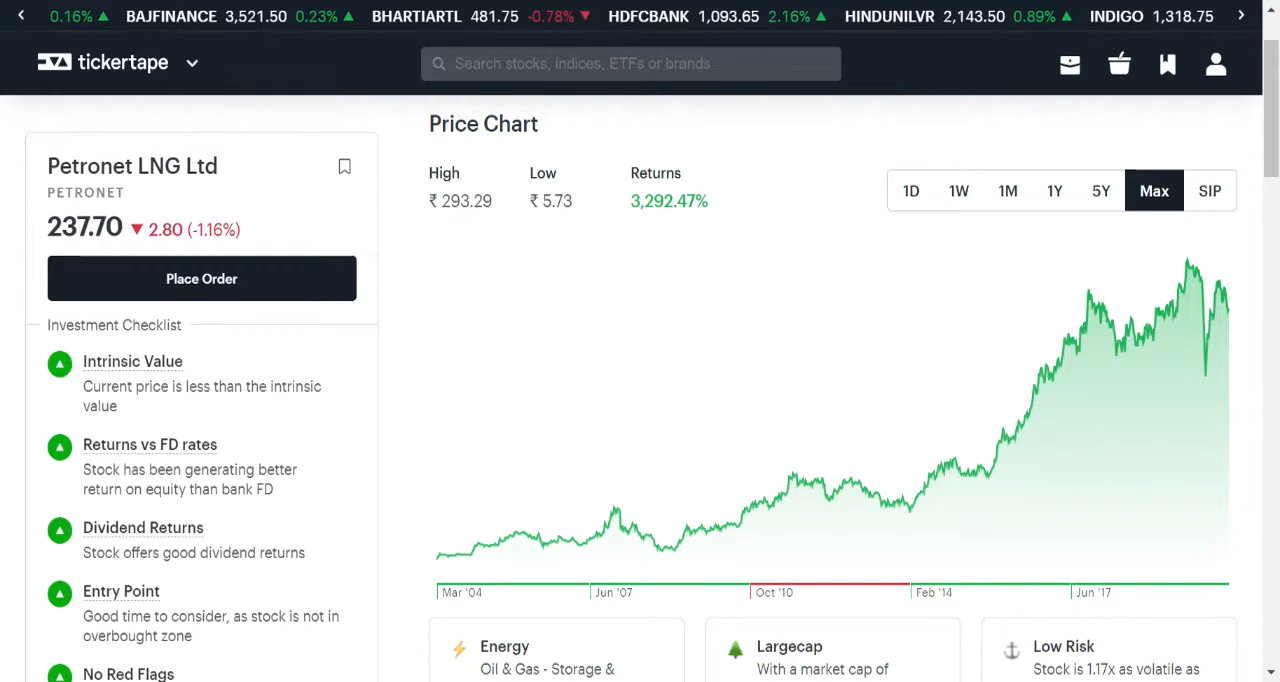 0.16% ▲ BAJFINANCE 3,521.50 0.23% ▲ BHARTIARTL 481.75 -0.78% ▼ HDFCBANK 1,093.65 2.16% ▲ HINDUNILVR 2,143.50 0.89% ▲ INDIGO 1,318.75
tickertape
Search stocks, indices, ETFs or brands
Petronet LNG Ltd
PETRONET
237.70 ▼ 2.80 (-1.16%)
Place Order
Investment Checklist
Intrinsic Value
Current price is less than the intrinsic
value
Returns vs FD rates
Stock has been generating better
return on equity than bank FD
Dividend Returns
Stock offers good dividend returns
Entry Point
Good time to consider, as stock is not in
overbought zone
No Red Flags
Price Chart
High Low Returns
₹ 293.29 ₹ 5.73 3,292.47%
1D 1W 1M 1Y 5Y Max SIP
Mar '04 Jun '07 Oct '10 Feb '14 Jun '17
Energy
Oil & Gas - Storage &
Largecap
With a market cap of
Low Risk
Stock is 1.17x as volatile as